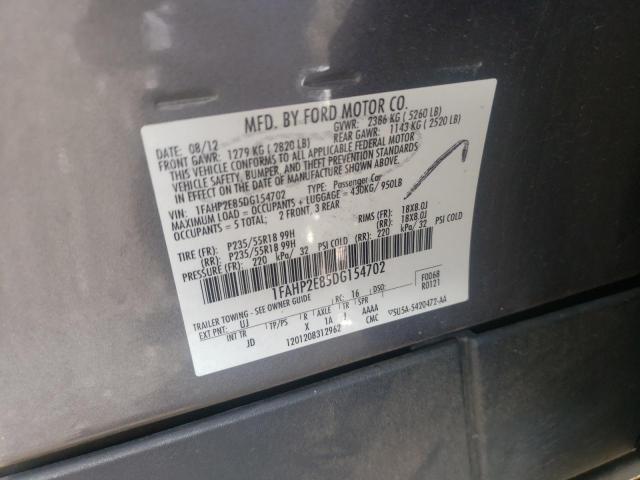 MFD. BY FORD MOTOR CO.
DATE: 08/12 GVWR: 2386 KG ( 5260 LB)
FRONT GAWR: 1279 KG ( 2820 LB) REAR GAWR: 1143 KG ( 2520 LB)
THIS VEHICLE CONFORMS TO ALL APPLICABLE FEDERAL MOTOR
VEHICLE SAFETY, BUMPER, AND THEFT PREVENTION STANDARDS
IN EFFECT ON THE DATE OF MANUFACTURE SHOWN ABOVE.
VIN: 1FAHP2E85DG154702 TYPE: Passenger Car
MAXIMUM LOAD = OCCUPANTS + LUGGAGE = 430KG/ 950LB
OCCUPANTS = 5 TOTAL; 2 FRONT, 3 REAR
TIRE (FR): P235/55R18 99H RIMS (FR): 18X8.0J
(RR): P235/55R18 99H (RR): 18X8.0J
PRESSURE (FR): 220 kPa/ 32 PSI COLD (RR): 220 kPa/ 32 PSI COLD
1FAHP2E85DG154702
TRAILER TOWING - SEE OWNER GUIDE
EXT PNT: UJ RC: 16 DSO: F0068
R0121
INT TR TP/PS R AXLE TR SPR
JD X 1A J AAAA
1201208312962 CMC ▽5U5A-5420472-AA